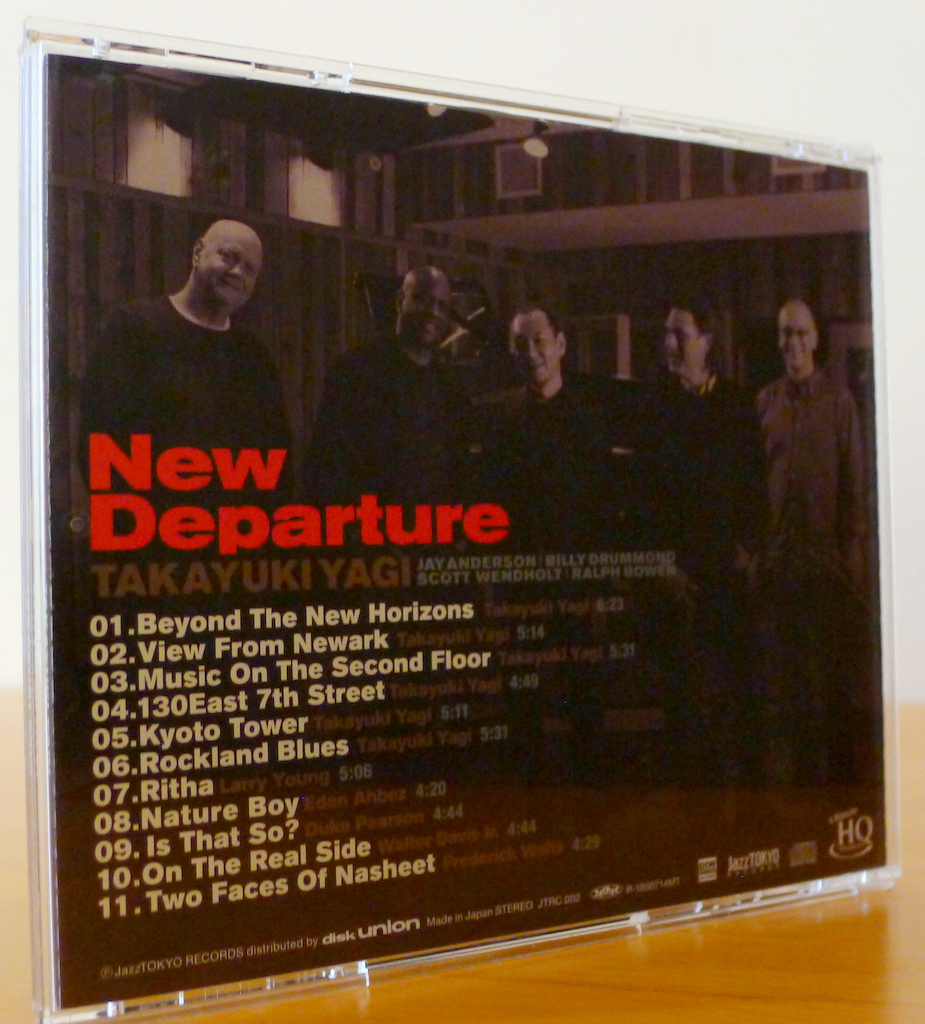 New
Departure
TAKAYUKI YAGI JAY ANDERSON | BILLY DRUMMOND
SCOTT WENDHOLT | RALPH BOWEN
01.Beyond The New Horizons Takayuki Yagi 6:23
02.View From Newark Takayuki Yagi 5:14
03.Music On The Second Floor Takayuki Yagi 5:31
04.130East 7th Street Takayuki Yagi 4:49
05.Kyoto Tower Takayuki Yagi 5:11
06.Rockland Blues Takayuki Yagi 5:31
07.Ritha Larry Young 5:06
08.Nature Boy Eden Ahbez 4:20
09.Is That So? Duke Pearson 4:44
10.On The Real Side Walter Davis Jr. 4:44
11.Two Faces Of Nasheet Frederick Waits 4:29
℗JazzTOKYO RECORDS distributed by disk union Made in Japan STEREO JTRC 002
JazzTOKYO
HQ